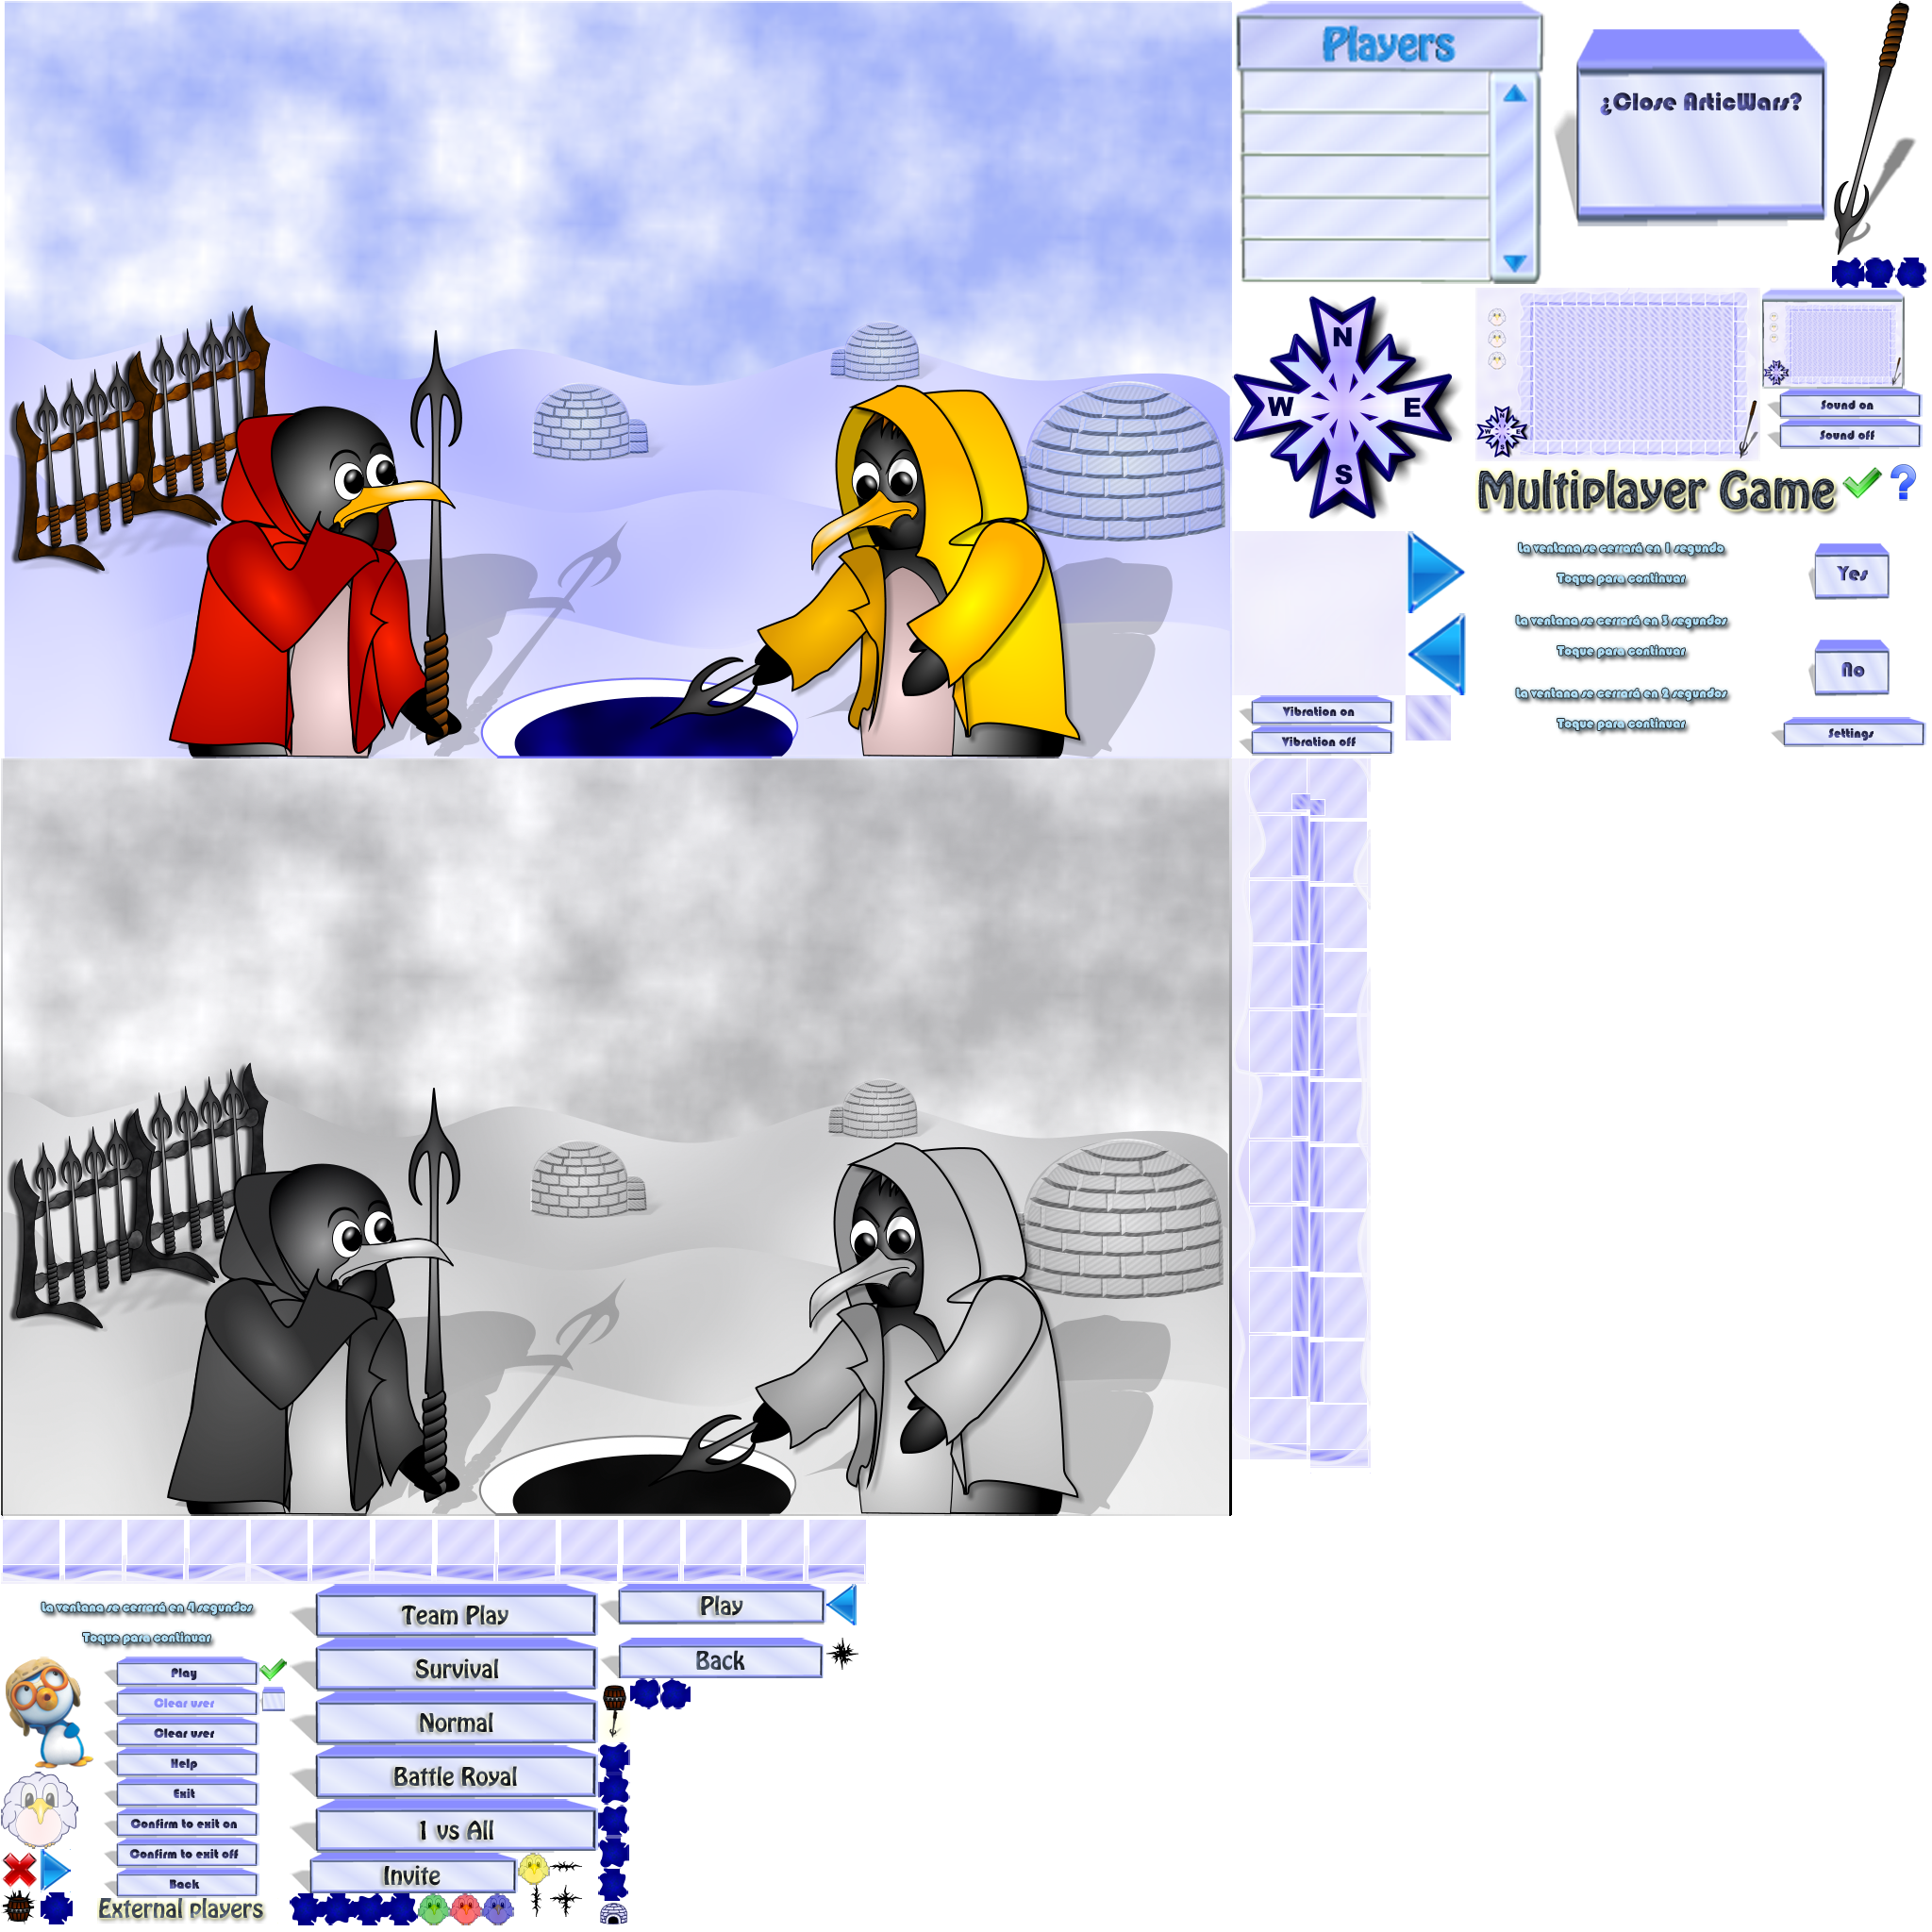 Players
¿Close ArticWars?
N
W E
S
Sound on
Sound off
Multiplayer Game ?
La ventana se cerrará en 1 segundo
Toque para continuar
Yes
La ventana se cerrará en 3 segundos
Toque para continuar
No
La ventana se cerrará en 2 segundos
Toque para continuar
Vibration on
Vibration off
Settings
La ventana se cerrará en 4 segundos
Toque para continuar
Play
Clear user
Clear user
Help
Exit
Confirm to exit on
Confirm to exit off
Back
External players
Team Play
Survival
Normal
Battle Royal
1 vs All
Invite
Play
Back